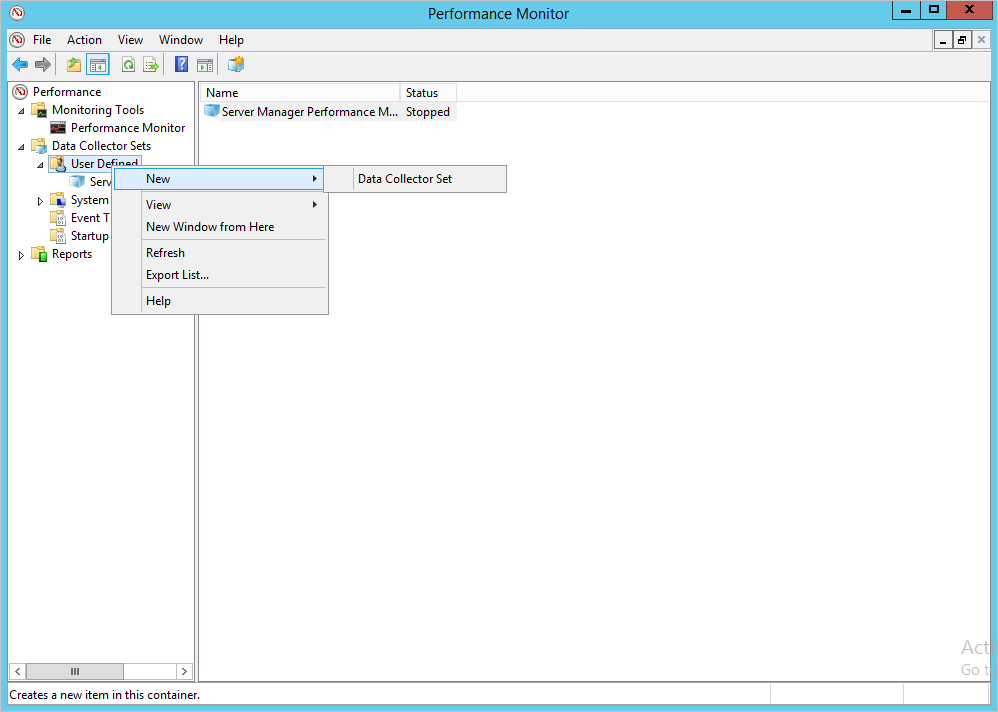 Performance Monitor
File Action View Window Help
Performance
Monitoring Tools
Performance Monitor
Data Collector Sets
User Defined
Serv
System
Event T
Startup
Reports
Name Status
Server Manager Performance M... Stopped
New
View
New Window from Here
Refresh
Export List...
Help
Data Collector Set
Act
Go t
Creates a new item in this container.